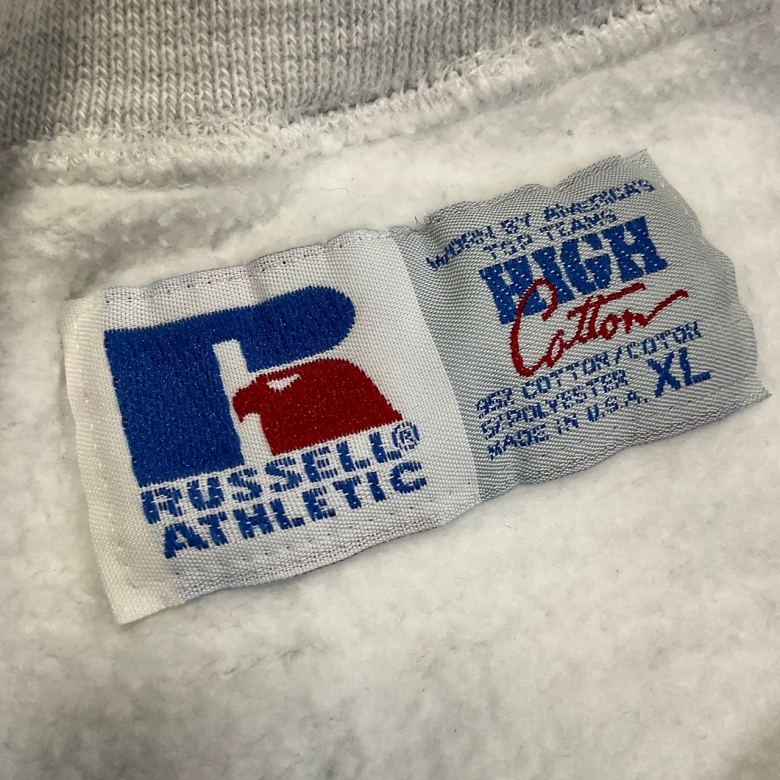 RUSSELL®
ATHLETIC
WORN BY AMERICA'S
TOP TEAMS
HIGH
Cotton
95% COTTON/COTON
5/POLYESTER XL
MADE IN U.S.A.